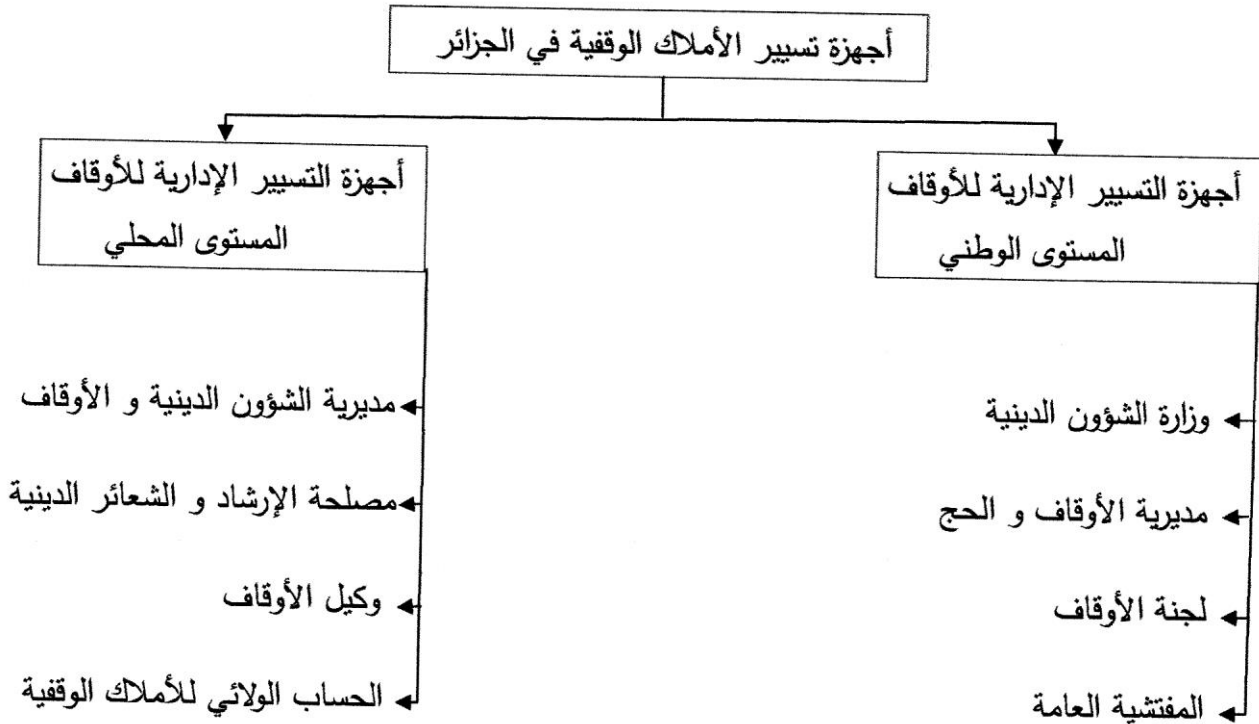 أجهزة تسيير الأملاك الوقفية في الجزائر
أجهزة التسيير الإدارية للأوقاف
المستوى الوطني
وزارة الشؤون الدينية
مديرية الأوقاف و الحج
لجنة الأوقاف
المفتشية العامة
أجهزة التسيير الإدارية للأوقاف
المستوى المحلي
مديرية الشؤون الدينية و الأوقاف
مصلحة الإرشاد و الشعائر الدينية
وكيل الأوقاف
الحساب الولائي للأملاك الوقفية